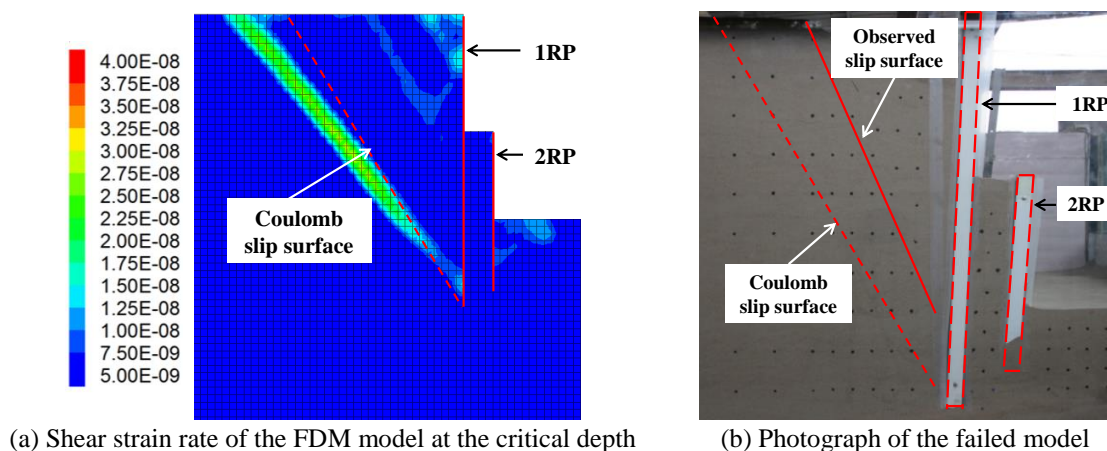 4.00E-08
3.75E-08
3.50E-08
3.25E-08
3.00E-08
2.75E-08
2.50E-08
2.25E-08
2.00E-08
1.75E-08
1.50E-08
1.25E-08
1.00E-08
7.50E-09
5.00E-09
1RP
2RP
Coulomb
slip surface
(a) Shear strain rate of the FDM model at the critical depth
Observed
slip surface
1RP
2RP
Coulomb
slip surface
(b) Photograph of the failed model